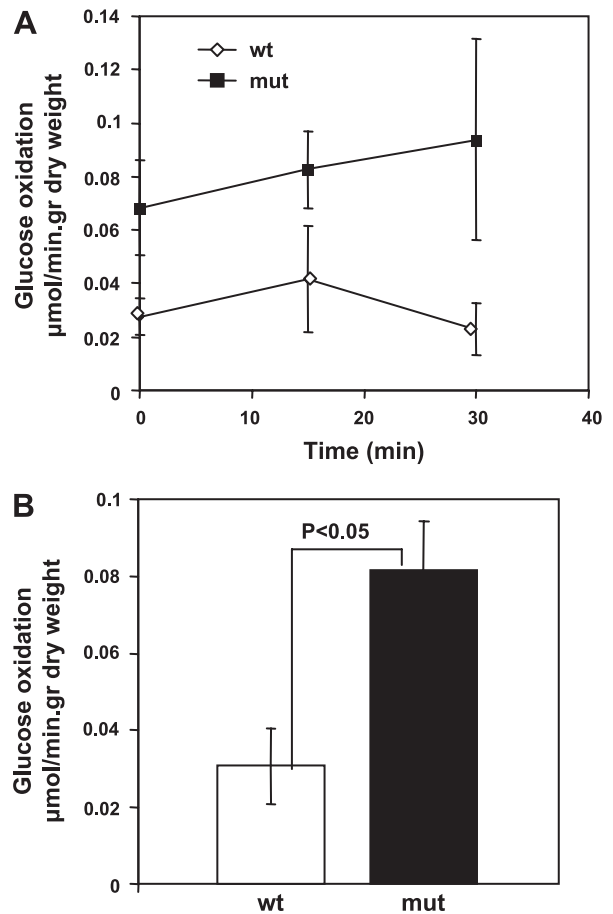 A
0.14
0.12
0.1
0.08
0.06
0.04
0.02
0
Glucose oxidation
μmol/min.gr dry weight
wt
mut
0 10 20 30 40
Time (min)
B
0.1
0.08
0.06
0.04
0.02
0
Glucose oxidation
μmol/min.gr dry weight
P<0.05
wt mut